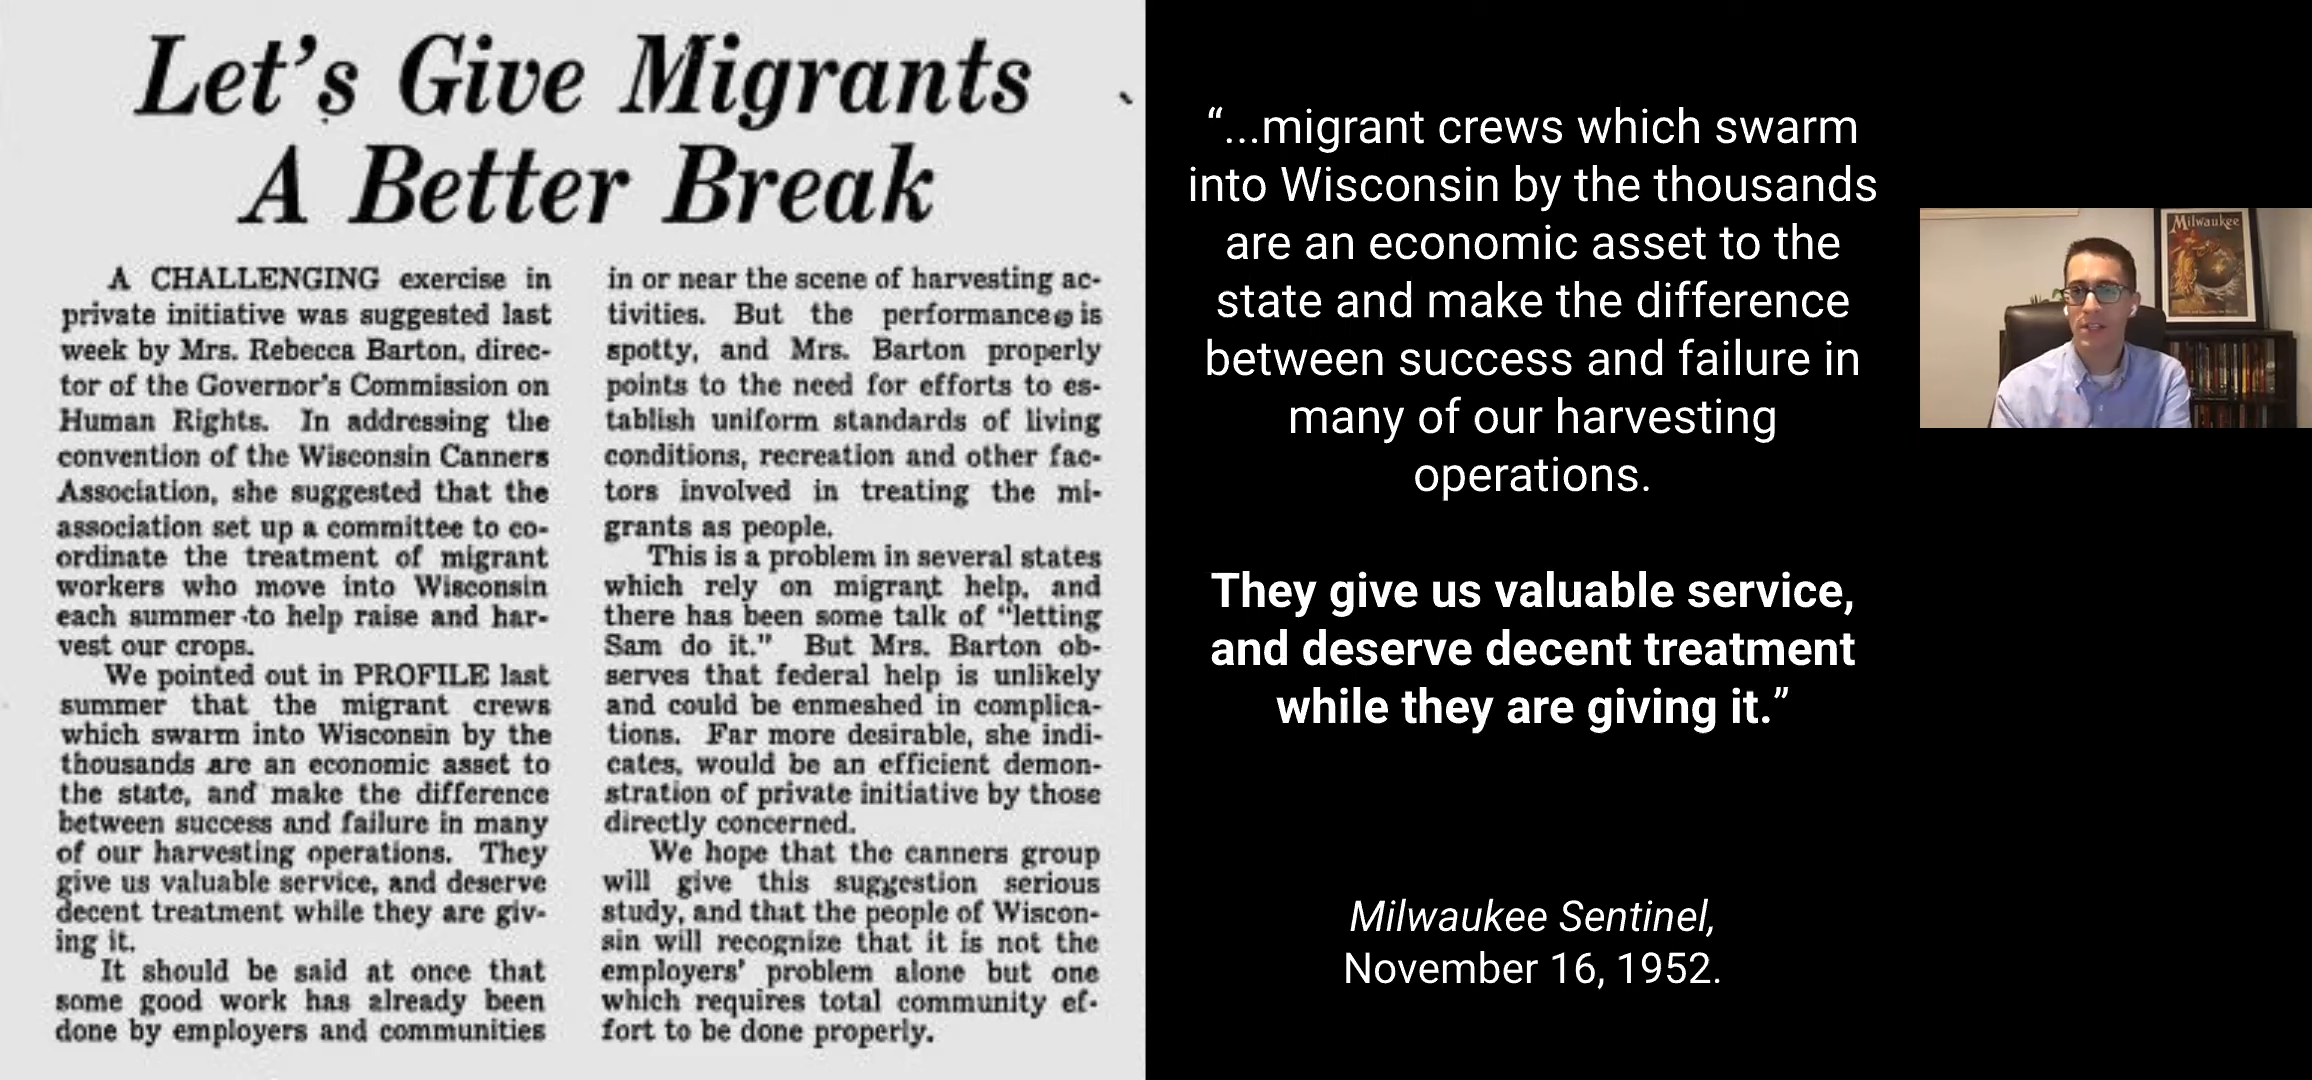 Let's Give Migrants
A Better Break
A CHALLENGING exercise in
private initiative was suggested last
week by Mrs. Rebecca Barton, direc-
tor of the Governor's Commission on
Human Rights. In addressing the
convention of the Wisconsin Canners
Association, she suggested that the
association set up a committee to co-
ordinate the treatment of migrant
workers who move into Wisconsin
each summer to help raise and har-
vest our crops.
We pointed out in PROFILE last
summer that the migrant crews
which swarm into Wisconsin by the
thousands are an economic asset to
the state, and make the difference
between success and failure in many
of our harvesting operations. They
give us valuable service, and deserve
decent treatment while they are giv-
ing it.
It should be said at once that
some good work has already been
done by employers and communities
in or near the scene of harvesting ac-
tivities. But the performance is
spotty, and Mrs. Barton properly
points to the need for efforts to es-
tablish uniform standards of living
conditions, recreation and other fac-
tors involved in treating the mi-
grants as people.
This is a problem in several states
which rely on migrant help, and
there has been some talk of "letting
Sam do it." But Mrs. Barton ob-
serves that federal help is unlikely
and could be enmeshed in complica-
tions. Far more desirable, she indi-
cates, would be an efficient demon-
stration of private initiative by those
directly concerned.
We hope that the canners group
will give this suggestion serious
study, and that the people of Wiscon-
sin will recognize that it is not the
employers' problem alone but one
which requires total community ef-
fort to be done properly.
“...migrant crews which swarm
into Wisconsin by the thousands
are an economic asset to the
state and make the difference
between success and failure in
many of our harvesting
operations.
They give us valuable service,
and deserve decent treatment
while they are giving it.”
Milwaukee Sentinel,
November 16, 1952.
Milwaukee